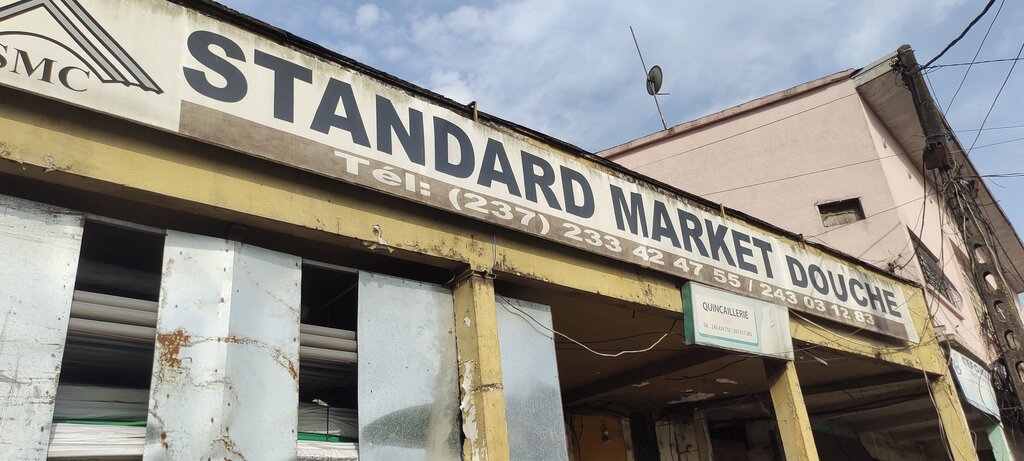 SMC
STANDARD MARKET DOUCHE
Tél: (237) 233 42 47 55 / 243 03 12 83
QUINCAILLERIE